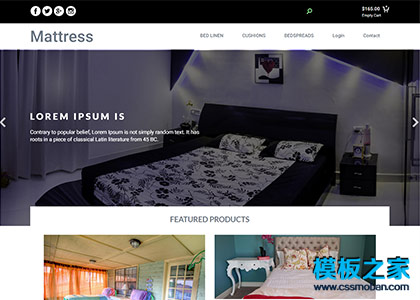 $165.00
Empty Cart
Mattress
BED LINEN CUSHIONS BEDSPREADS Login Contact
LOREM IPSUM IS
Contrary to popular belief, Lorem Ipsum is not simply random text. It has
roots in a piece of classical Latin literature from 45 BC.
FEATURED PRODUCTS
模板之家
www.cssmoban.com